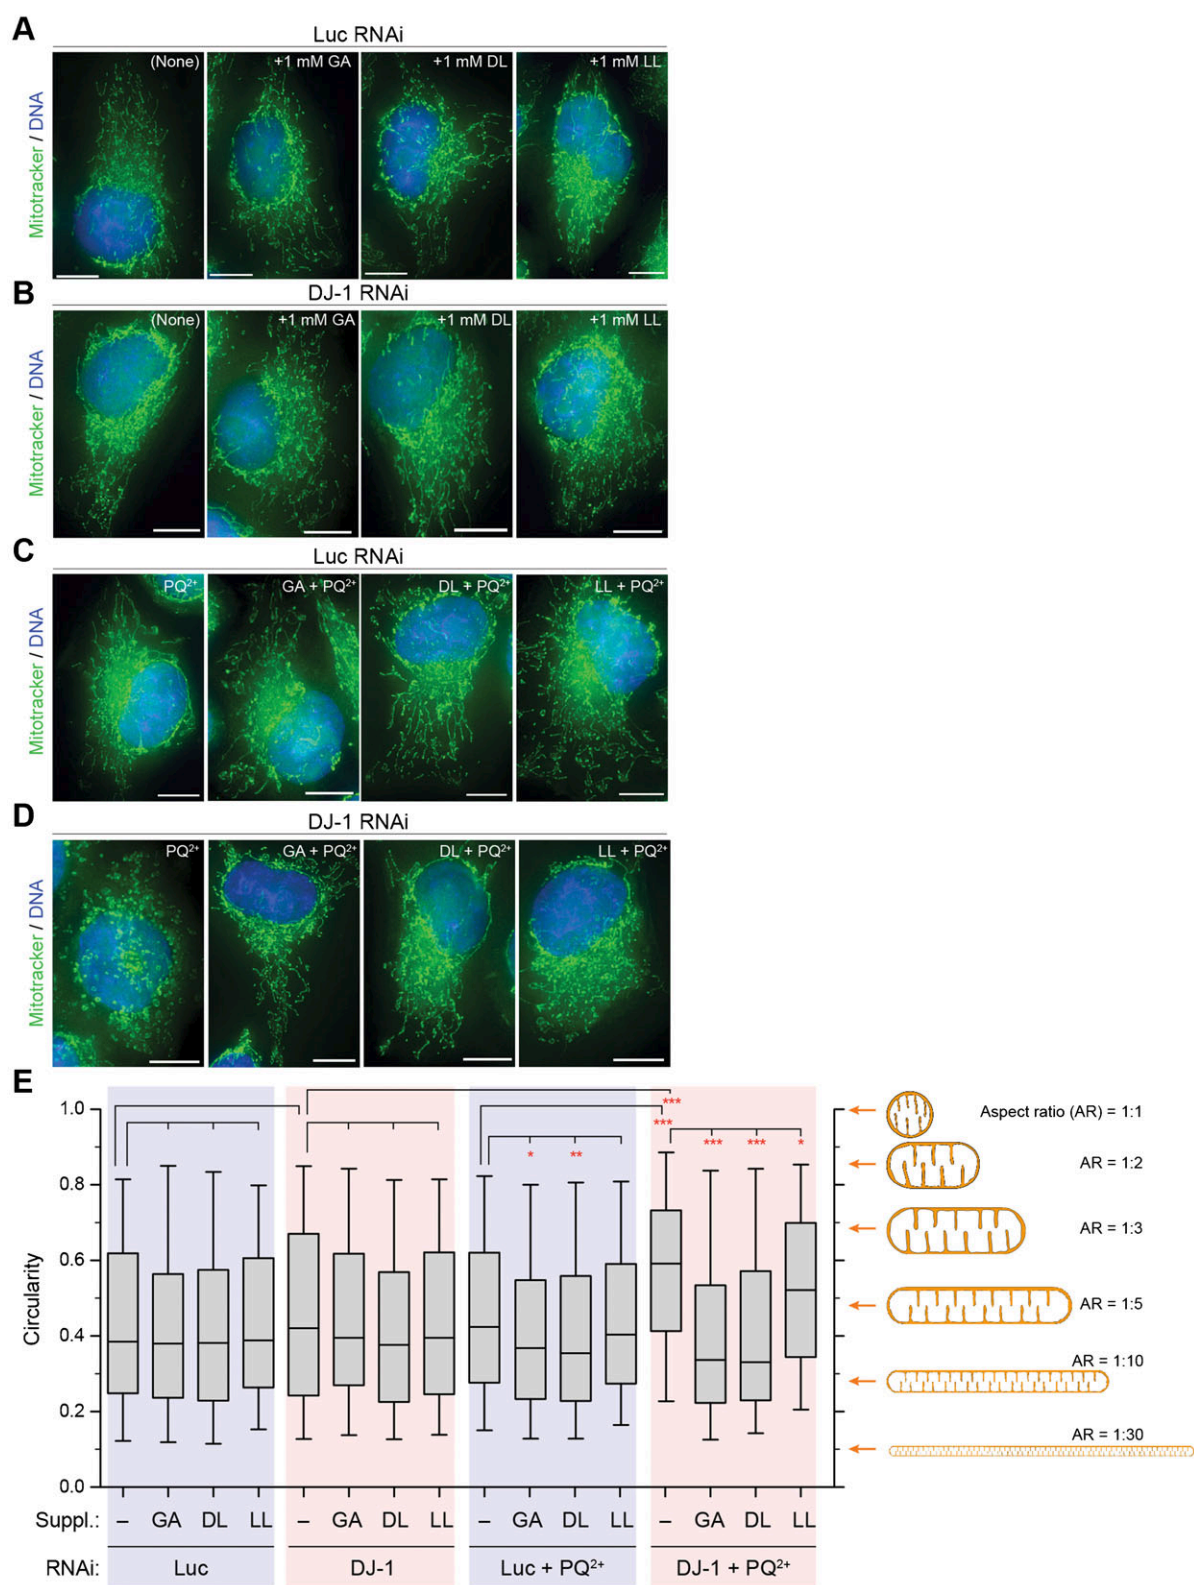 A
Luc RNAi
Mitotracker / DNA
(None)
+1 mM GA
+1 mM DL
+1 mM LL
B
DJ-1 RNAi
Mitotracker / DNA
(None)
+1 mM GA
+1 mM DL
+1 mM LL
C
Luc RNAi
Mitotracker / DNA
PQ²⁺
GA + PQ²⁺
DL + PQ²⁺
LL + PQ²⁺
D
DJ-1 RNAi
Mitotracker / DNA
PQ²⁺
GA + PQ²⁺
DL + PQ²⁺
LL + PQ²⁺
E
Circularity
1.0
0.8
0.6
0.4
0.2
0.0
* ** *** *** *** *** *
Aspect ratio (AR) = 1:1
AR = 1:2
AR = 1:3
AR = 1:5
AR = 1:10
AR = 1:30
Suppl.: – GA DL LL – GA DL LL – GA DL LL – GA DL LL
RNAi: Luc DJ-1 Luc + PQ²⁺ DJ-1 + PQ²⁺